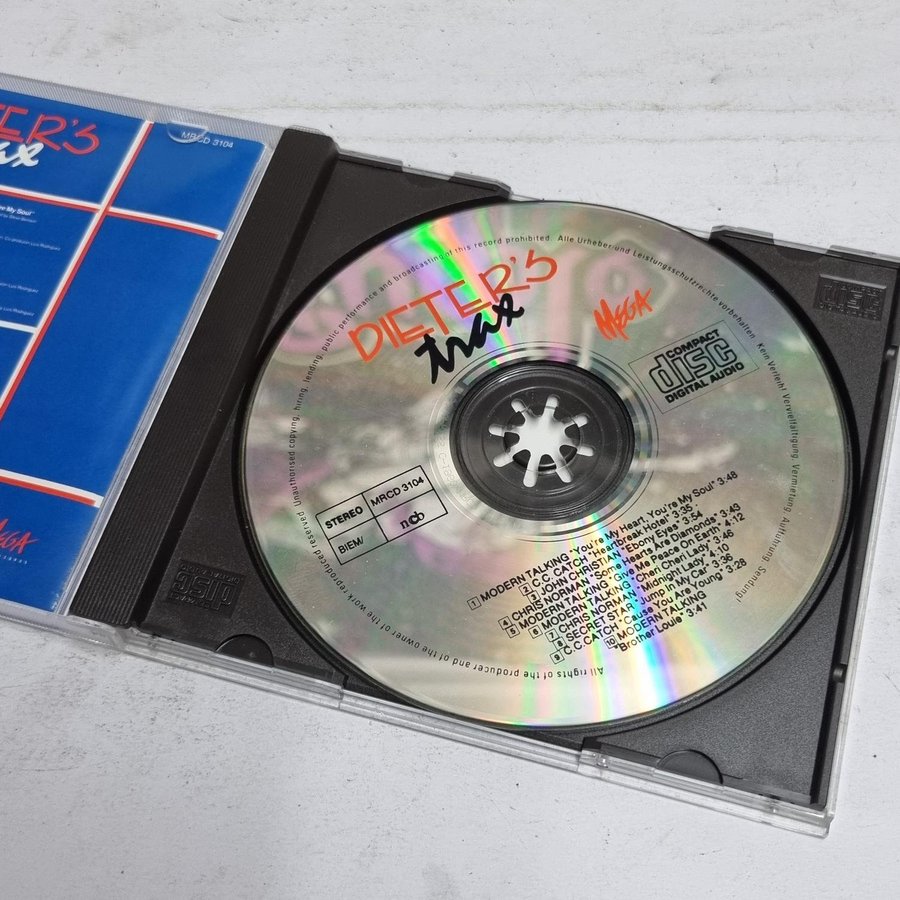 TER'S
trax
MRCD 3104
e My Soul"
MEGA
DIETER'S
trax
MEGA
COMPACT
disc
DIGITAL AUDIO
STEREO
MRCD 3104
BIEM/
ncb
1 MODERN TALKING "You're My Heart, You're My Soul" 3:48
2 C.C. CATCH "Heartbreak Hotel" 3:35
3 JOHN CHRISTIAN "Ebony Eyes" 3:54
4 CHRIS NORMAN "Some Hearts Are Diamonds" 3:43
5 MODERN TALKING "Give Me Peace On Earth" 4:12
6 MODERN TALKING "Cheri Cheri Lady" 3:46
7 CHRIS NORMAN "Midnight Lady" 4:10
8 SECRET STAR "Jump In My Car" 3:36
9 C.C. CATCH "Cause You Are Young" 3:28
10 MODERN TALKING
"Brother Louie" 3:41
All rights of the producer and of the owner of the work reproduced reserved Unauthorised copying, hiring, lending, public performance and broadcasting of this record prohibited. Alle Urheber-und Leistungsschutzrechte vorbehalten. Kein Verleih! Vervielfältigung, Vermietung, Aufführung, Sendung!